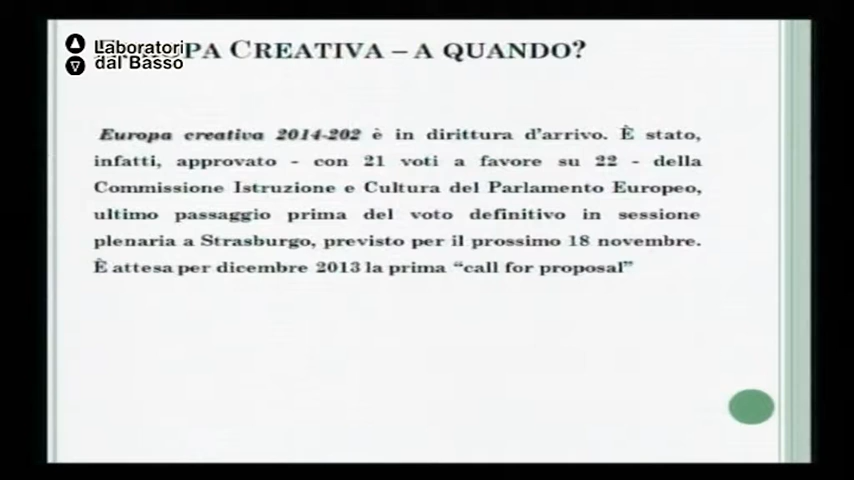 Laboratori
dal Basso
PA CREATIVA – A QUANDO?
Europa creativa 2014-202 è in dirittura d'arrivo. È stato,
infatti, approvato - con 21 voti a favore su 22 - della
Commissione Istruzione e Cultura del Parlamento Europeo,
ultimo passaggio prima del voto definitivo in sessione
plenaria a Strasburgo, previsto per il prossimo 18 novembre.
È attesa per dicembre 2013 la prima “call for proposal”